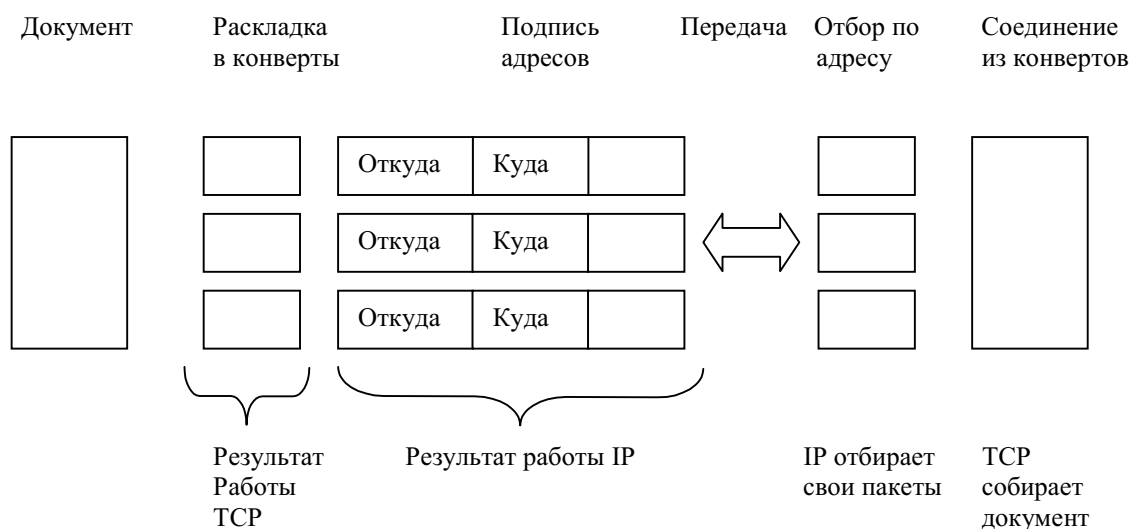 Документ
Раскладка
в конверты
Подпись
адресов
Передача
Отбор по
адресу
Соединение
из конвертов
Откуда Куда
Откуда Куда
Откуда Куда
Результат
Работы
TCP
Результат работы IP
IP отбирает
свои пакеты
TCP
собирает
документ